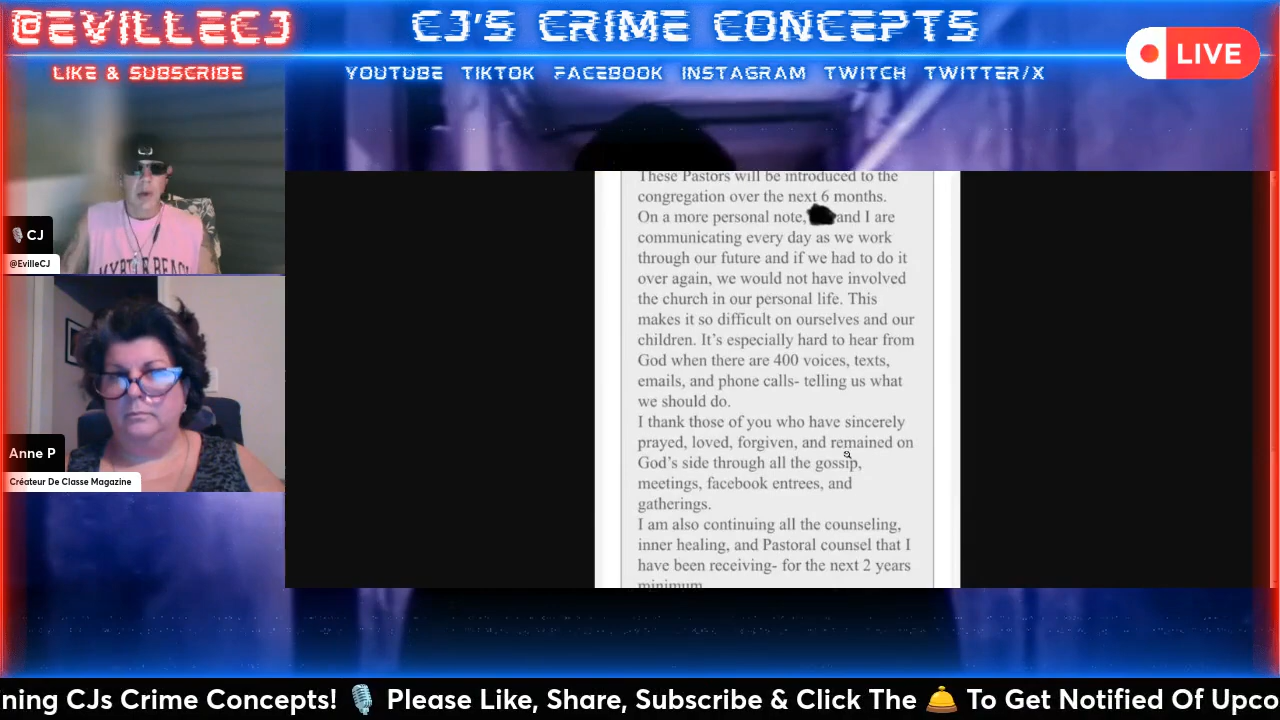 @EVILLECJ
CJ'S CRIME CONCEPTS
LIVE
LIKE & SUBSCRIBE
YOUTUBE TIKTOK FACEBOOK INSTAGRAM TWITCH TWITTER/X
CJ
@EvilleCJ
Anne P
Créateur De Classe Magazine
These Pastors will be introduced to the
congregation over the next 6 months.
On a more personal note, and I are
communicating every day as we work
through our future and if we had to do it
over again, we would not have involved
the church in our personal life. This
makes it so difficult on ourselves and our
children. It's especially hard to hear from
God when there are 400 voices, texts,
emails, and phone calls- telling us what
we should do.
I thank those of you who have sincerely
prayed, loved, forgiven, and remained on
God's side through all the gossip,
meetings, facebook entrees, and
gatherings.
I am also continuing all the counseling,
inner healing, and Pastoral counsel that I
have been receiving- for the next 2 years
minimum.
ning CJs Crime Concepts! 🎙️ Please Like, Share, Subscribe & Click The 🛎️ To Get Notified Of Upco